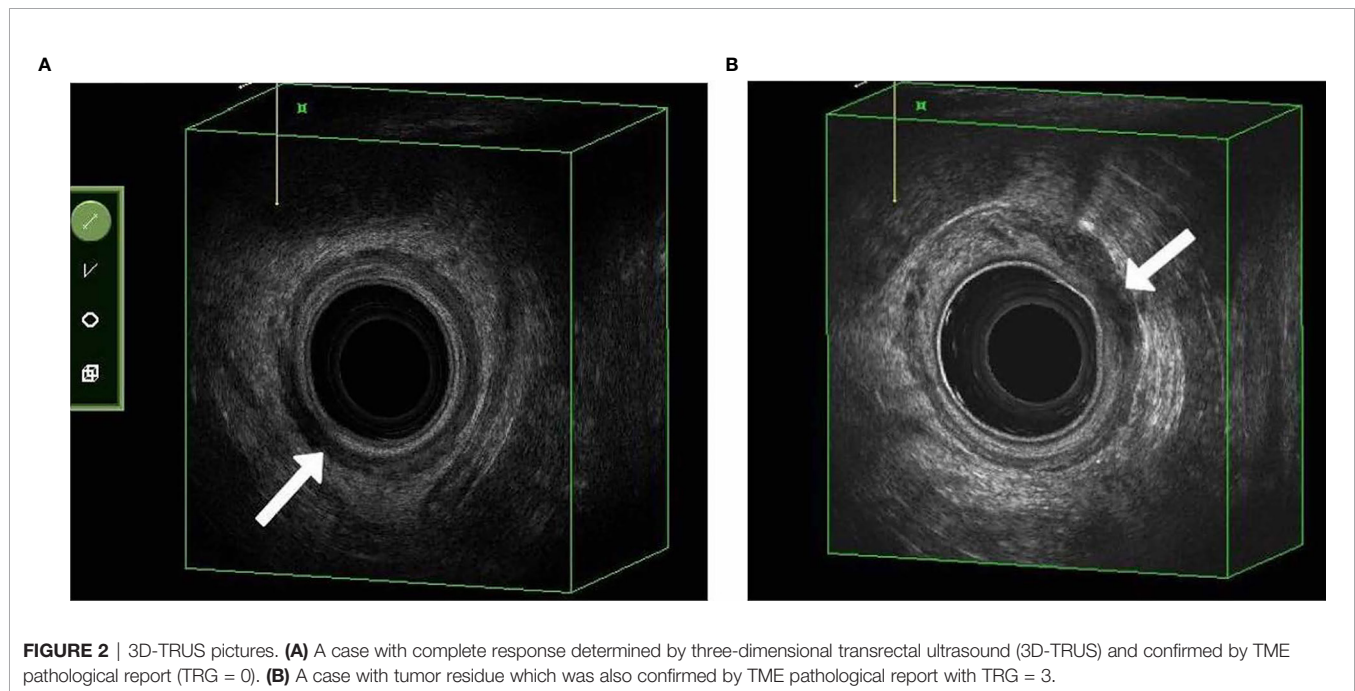 A
B
FIGURE 2 | 3D-TRUS pictures. (A) A case with complete response determined by three-dimensional transrectal ultrasound (3D-TRUS) and confirmed by TME
pathological report (TRG = 0). (B) A case with tumor residue which was also confirmed by TME pathological report with TRG = 3.